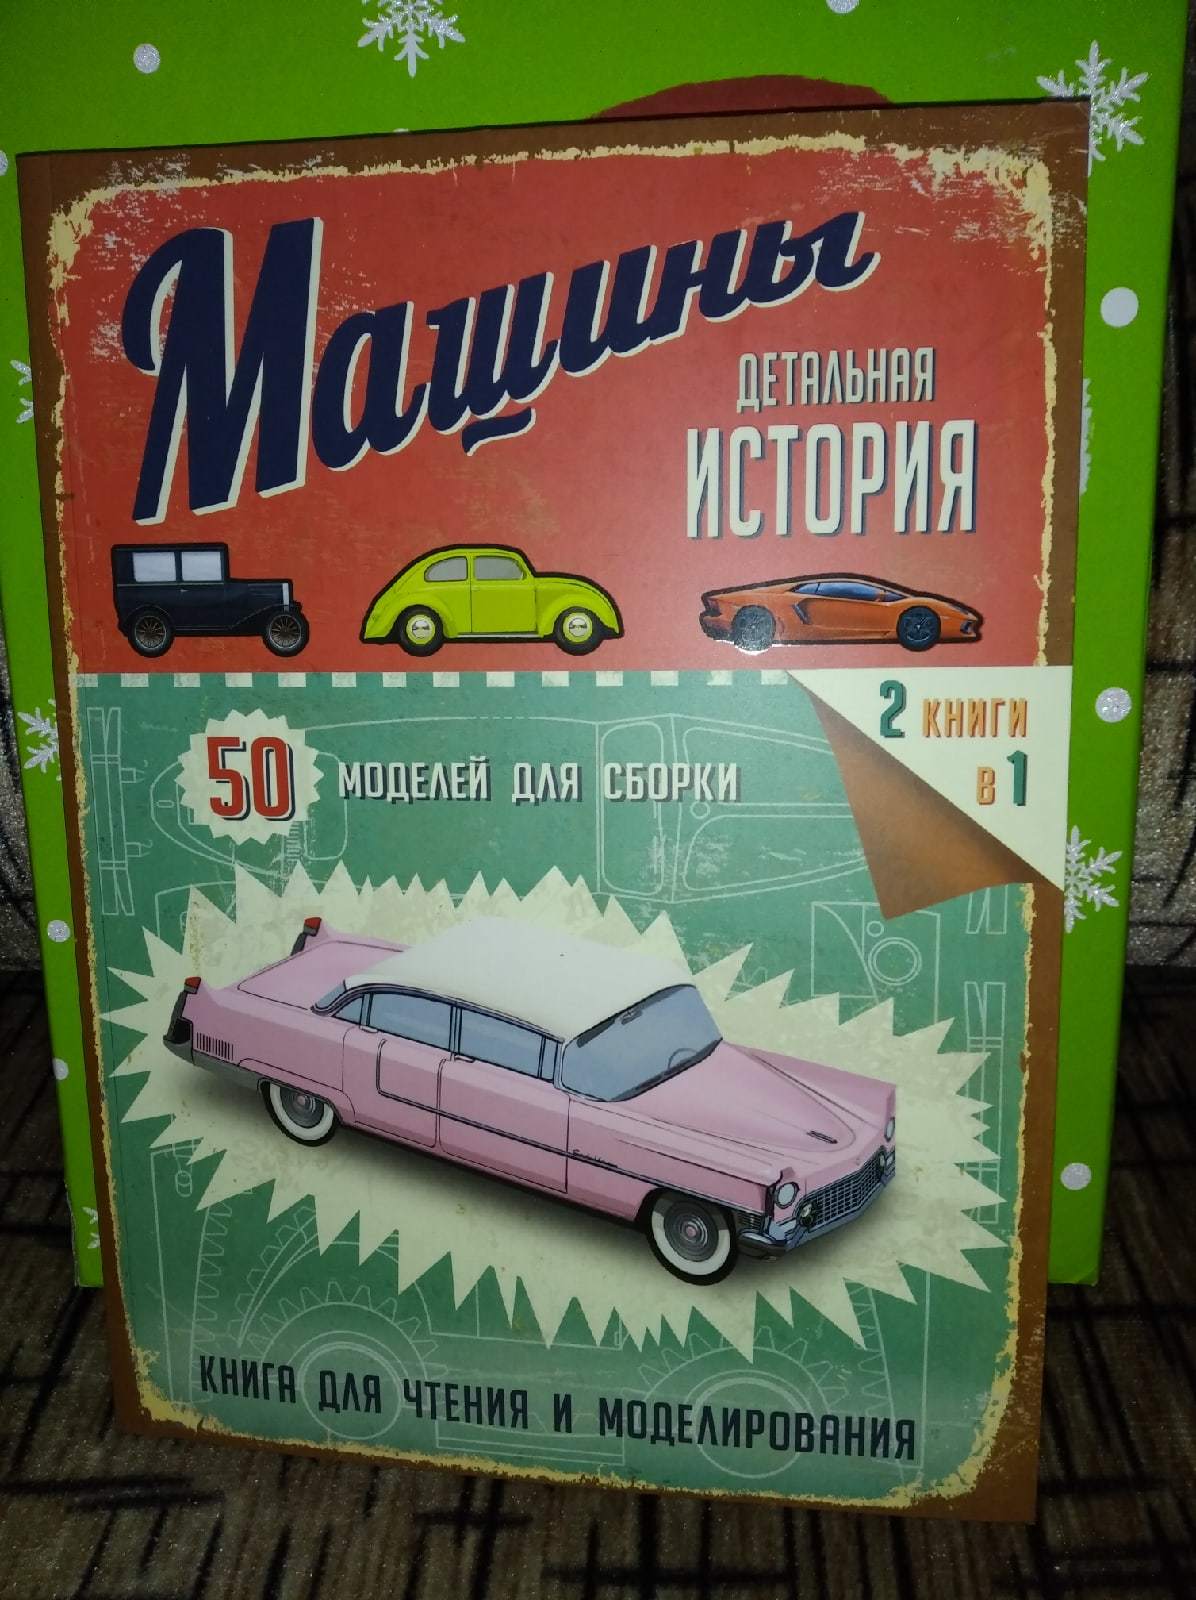 Машины
ДЕТАЛЬНАЯ
ИСТОРИЯ
2 КНИГИ
В 1
50 МОДЕЛЕЙ ДЛЯ СБОРКИ
КНИГА ДЛЯ ЧТЕНИЯ И МОДЕЛИРОВАНИЯ